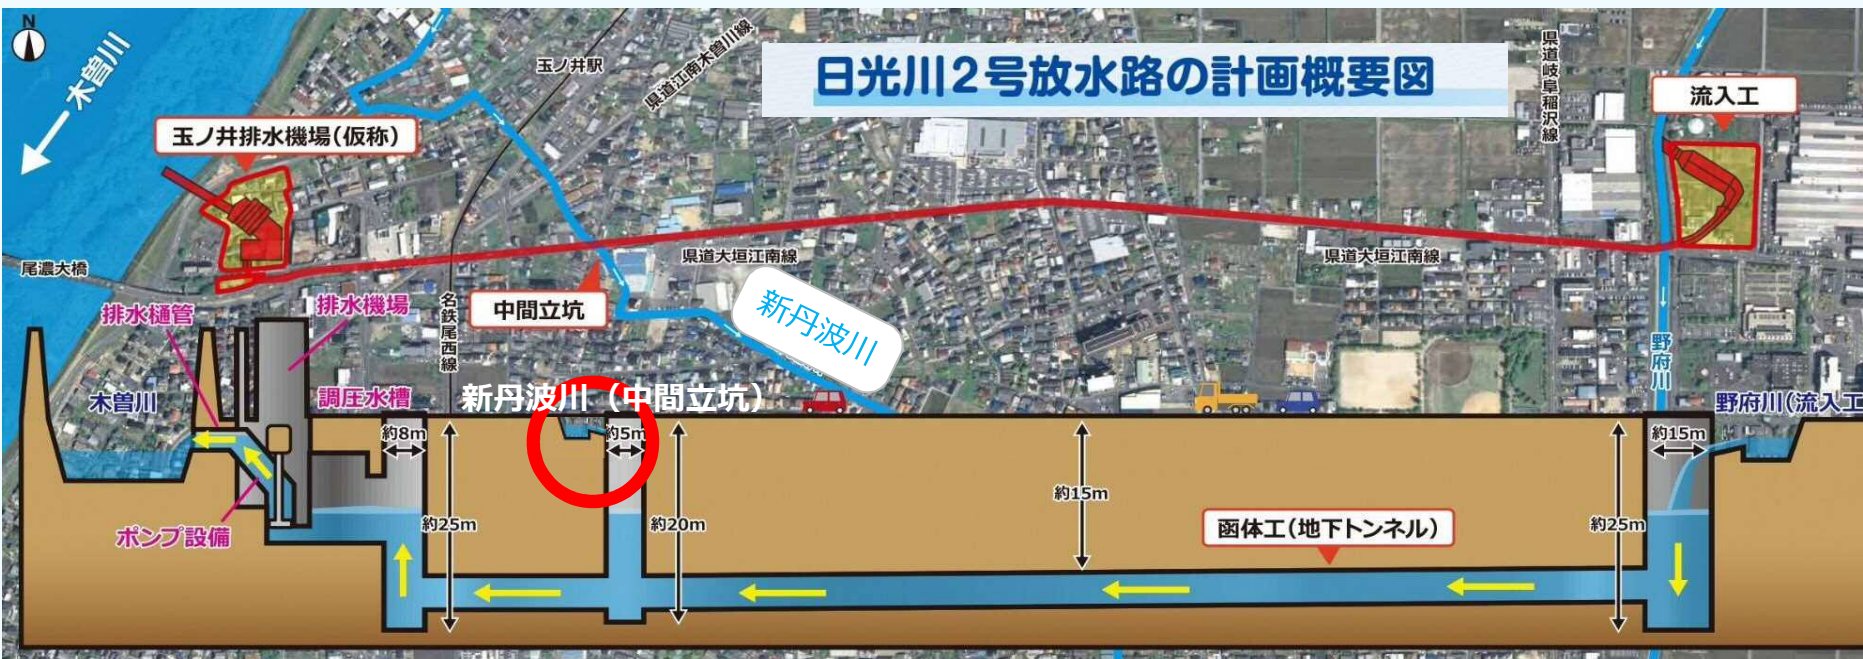 N
木曽川
玉ノ井駅
県道江南木曽川線
日光川2号放水路の計画概要図
県道岐阜稲沢線
流入工
玉ノ井排水機場(仮称)
尾濃大橋
県道大垣江南線
県道大垣江南線
中間立坑
新丹波川
名鉄尾西線
野府川
排水樋管
排水機場
木曽川
調圧水槽
新丹波川（中間立坑）
野府川(流入工
約8m
約5m
約15m
約15m
約25m
約20m
約25m
ポンプ設備
函体工(地下トンネル)